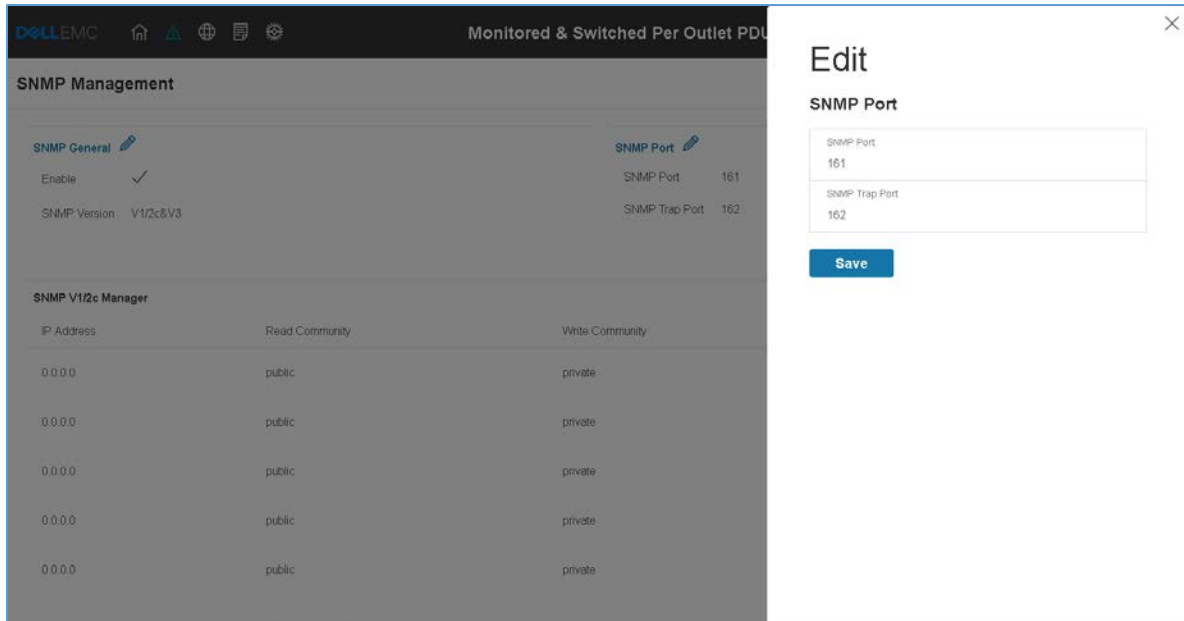 DELLEMC
Monitored & Switched Per Outlet PDU
SNMP Management
SNMP General
Enable
SNMP Version V1/2c&V3
SNMP Port
SNMP Port 161
SNMP Trap Port 162
SNMP V1/2c Manager
IP Address Read Community Write Community
0.0.0.0 public private
0.0.0.0 public private
0.0.0.0 public private
0.0.0.0 public private
0.0.0.0 public private
Edit
SNMP Port
SNMP Port
161
SNMP Trap Port
162
Save